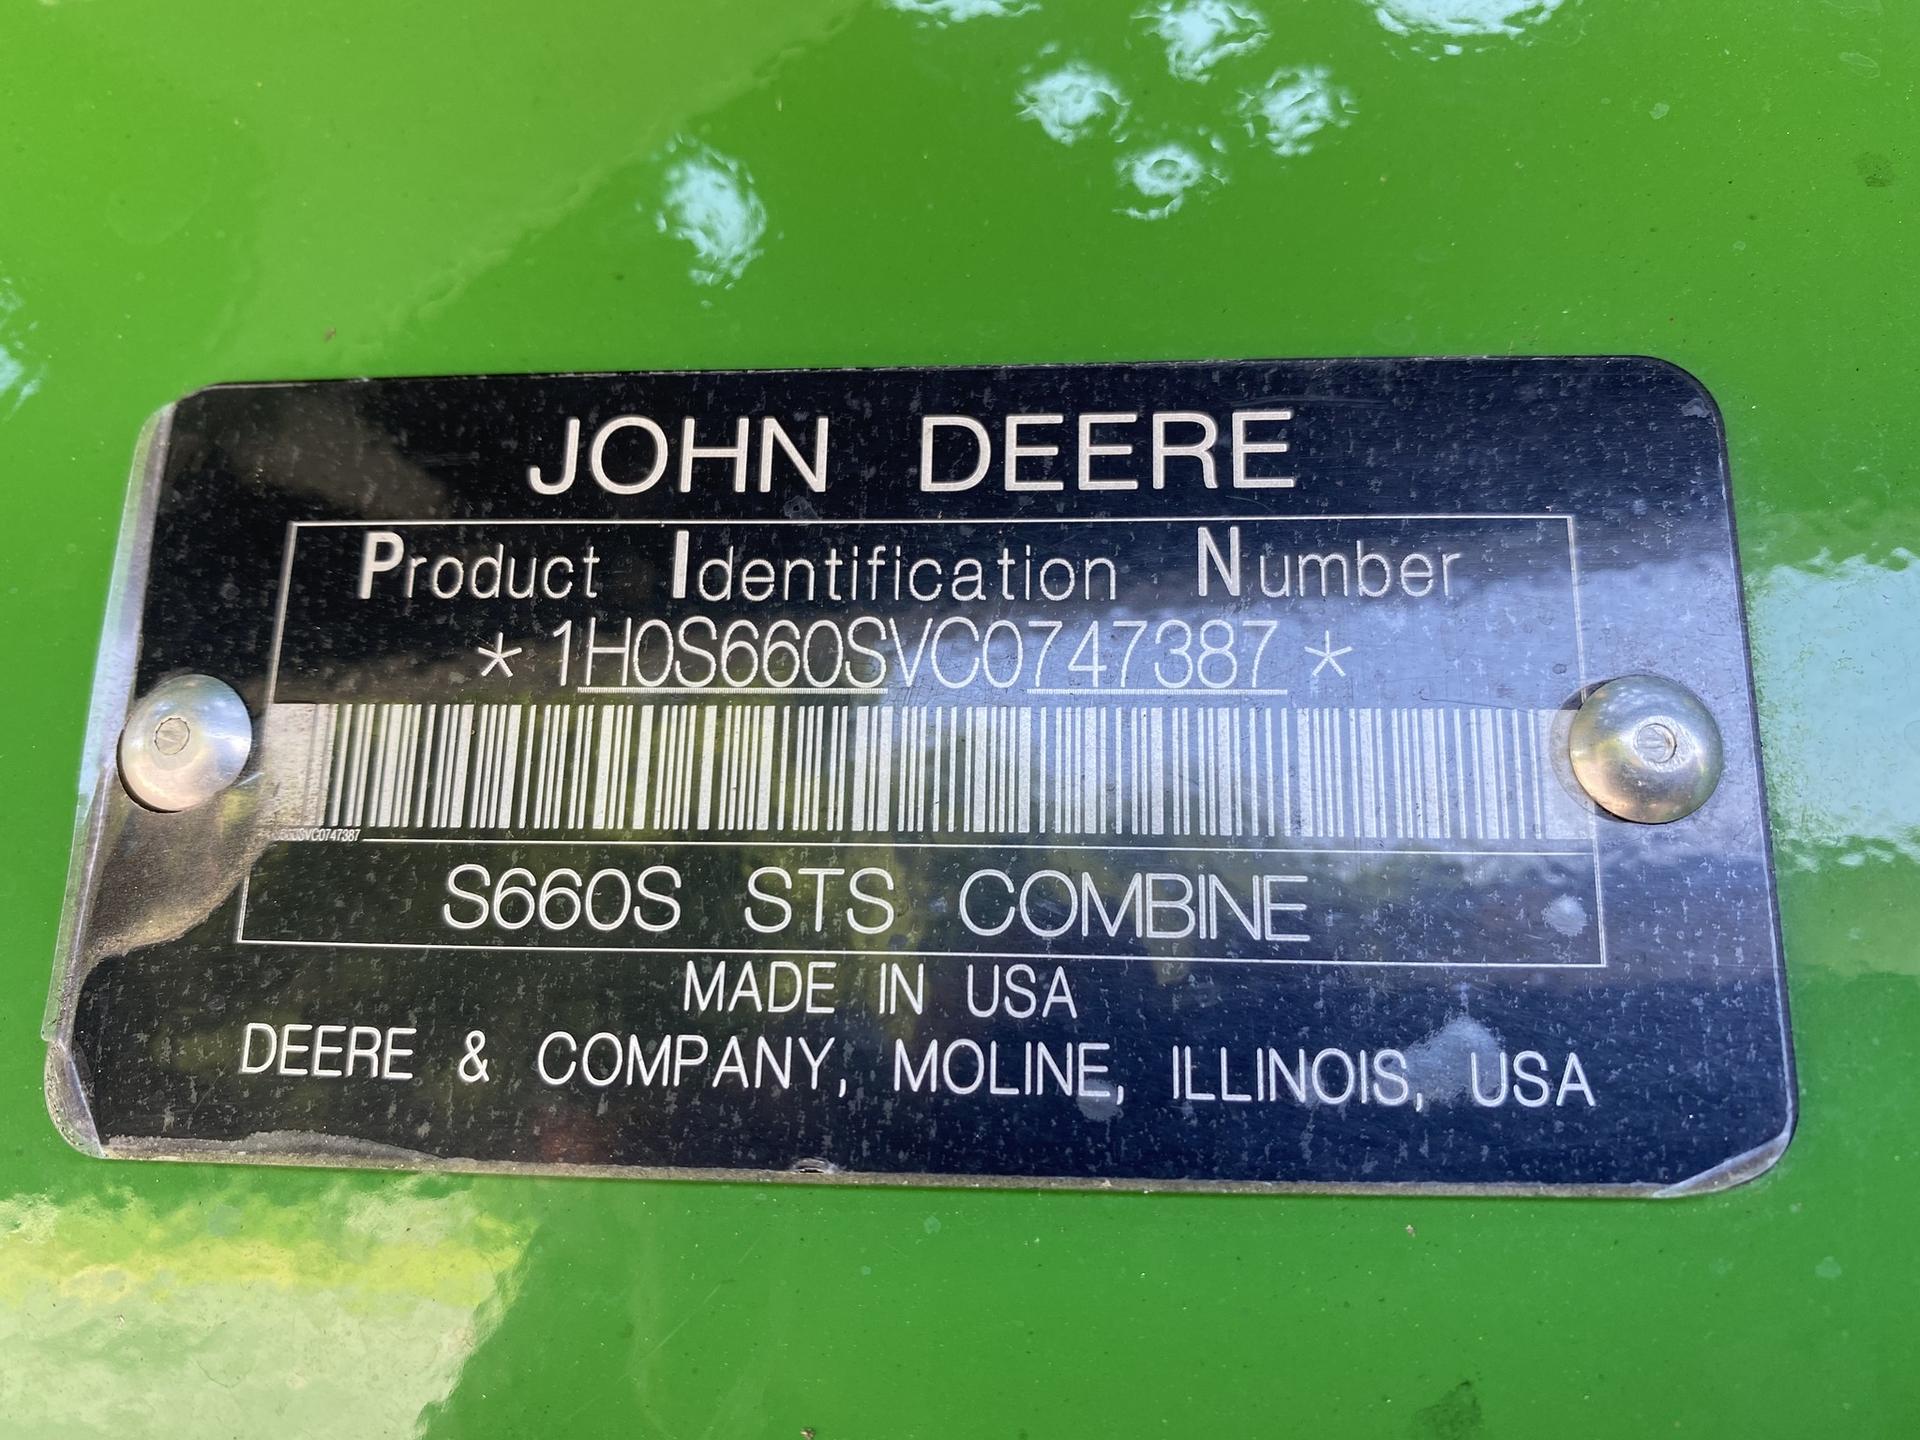 JOHN DEERE
Product Identification Number
*1H0S660SVC0747387*
S660S STS COMBINE
MADE IN USA
DEERE & COMPANY, MOLINE, ILLINOIS, USA